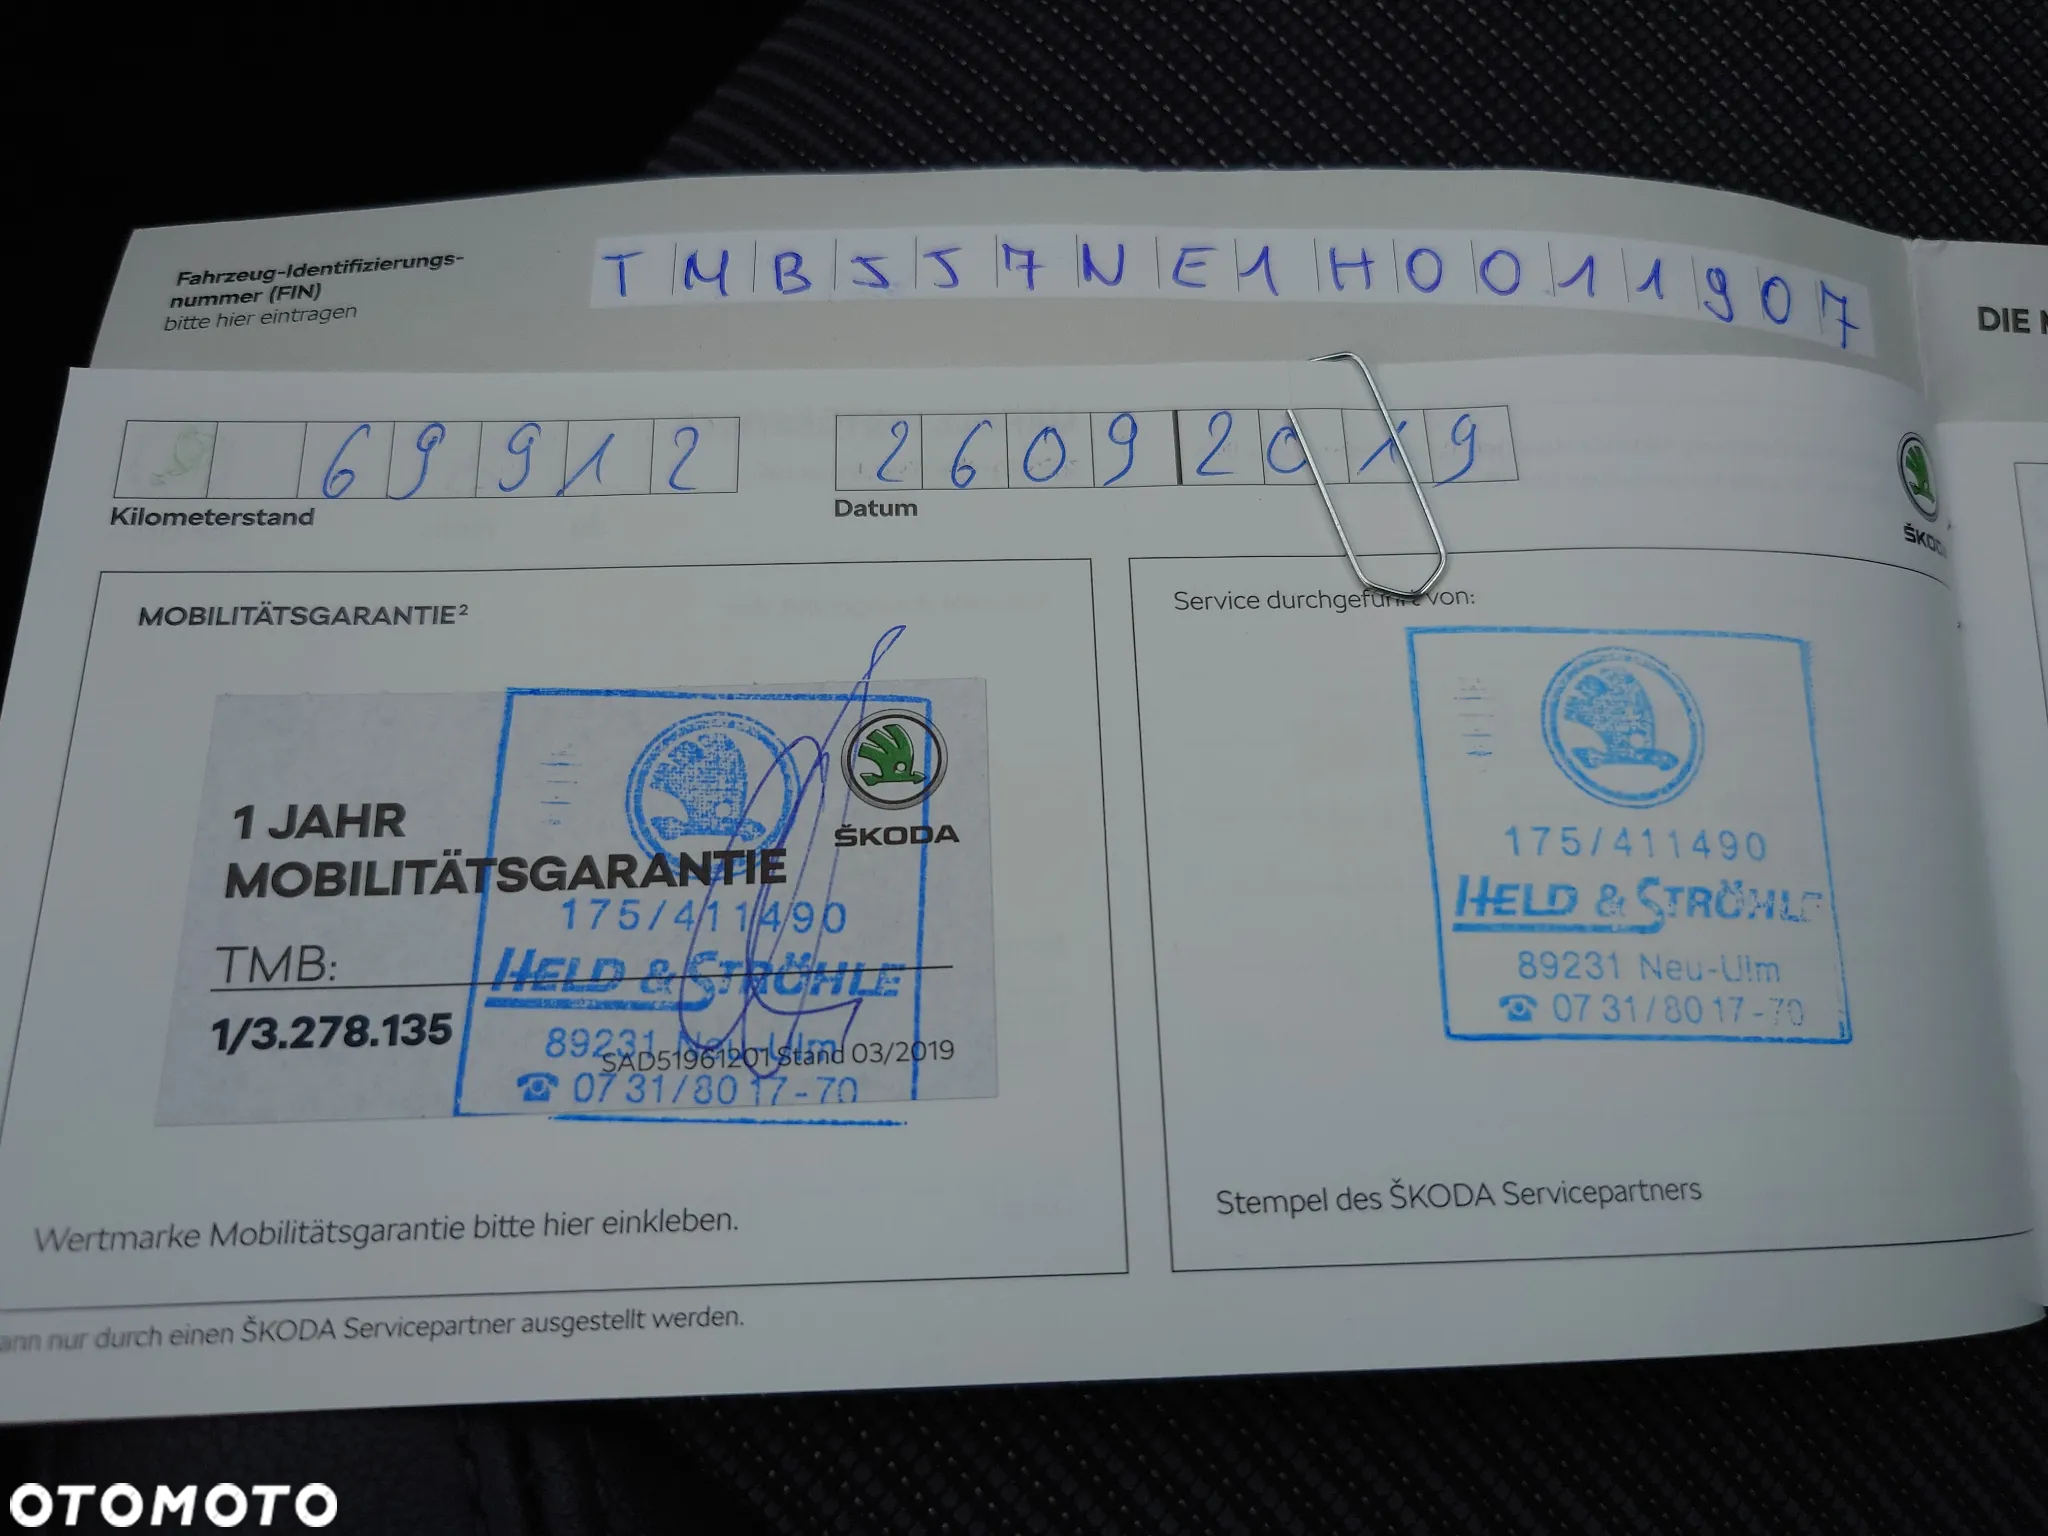 Fahrzeug-Identifizierungs-
nummer (FIN)
bitte hier eintragen
TMBJJ7NE1H0011907
DIE
69912
Kilometerstand
26092019
Datum
ŠKODA
MOBILITÄTSGARANTIE²
1 JAHR
MOBILITÄTSGARANTIE
ŠKODA
175/411490
TMB:
HELD & STRÖHLE
1/3.278.135
89231 Neu-Ulm
SAD51961201 Stand 03/2019
☎ 07 31/80 17-70
Wertmarke Mobilitätsgarantie bitte hier einkleben.
Service durchgeführt von:
175/411490
HELD & STRÖHLE
89231 Neu-Ulm
☎ 07 31/80 17-70
Stempel des ŠKODA Servicepartners
nur durch einen ŠKODA Servicepartner ausgestellt werden.
OTOMOTO